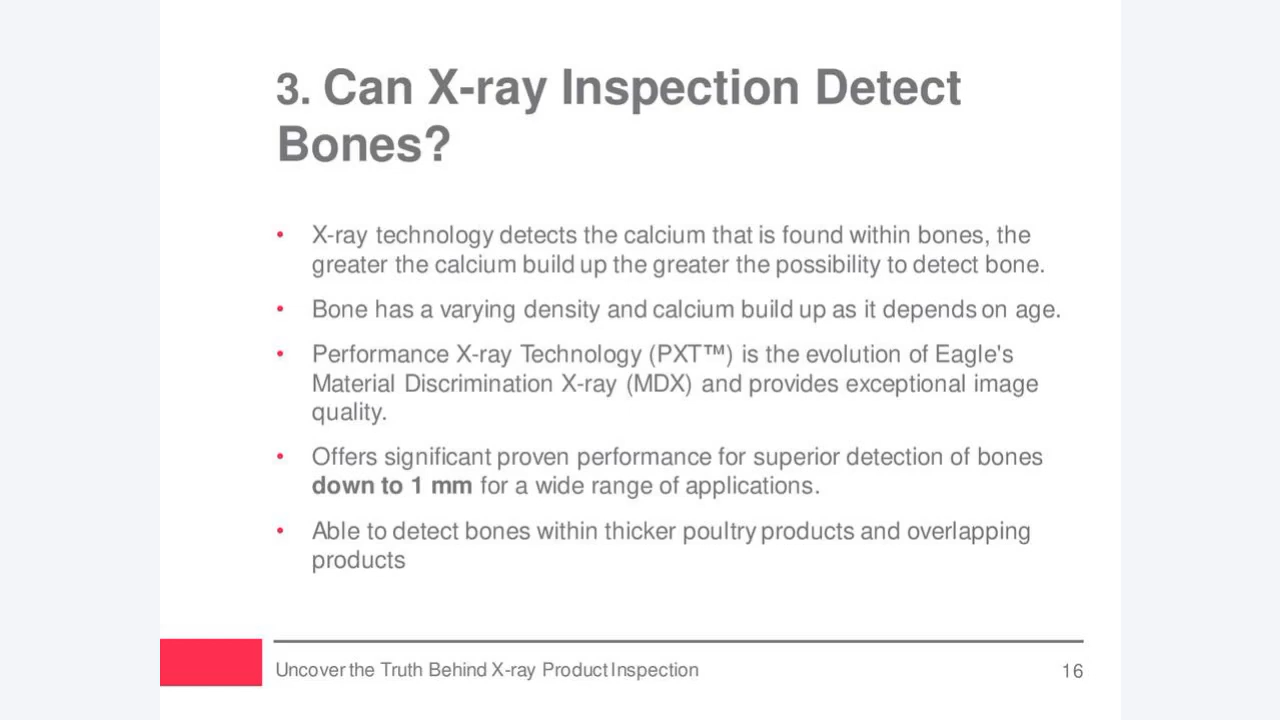 3. Can X-ray Inspection Detect
Bones?
• X-ray technology detects the calcium that is found within bones, the
greater the calcium build up the greater the possibility to detect bone.
• Bone has a varying density and calcium build up as it depends on age.
• Performance X-ray Technology (PXT™) is the evolution of Eagle's
Material Discrimination X-ray (MDX) and provides exceptional image
quality.
• Offers significant proven performance for superior detection of bones
down to 1 mm for a wide range of applications.
• Able to detect bones within thicker poultry products and overlapping
products
Uncover the Truth Behind X-ray Product Inspection
16